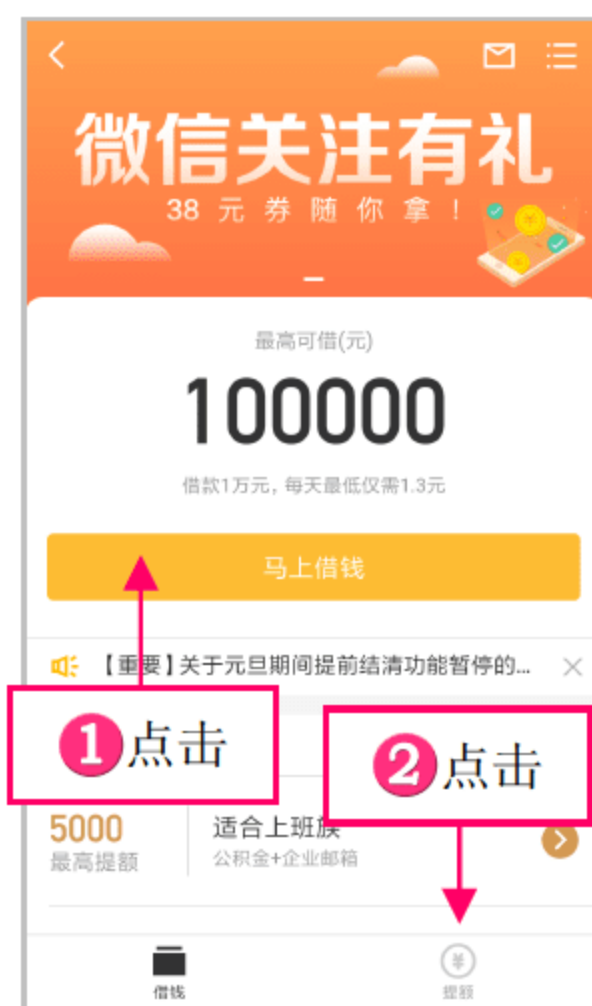 微信关注有礼
38元券随你拿！
最高可借(元)
100000
借款1万元，每天最低仅需1.3元
马上借钱
【重要】关于元旦期间提前结清功能暂停的...
1点击
2点击
5000
最高提额
适合上班族
公积金+企业邮箱
借钱
提额